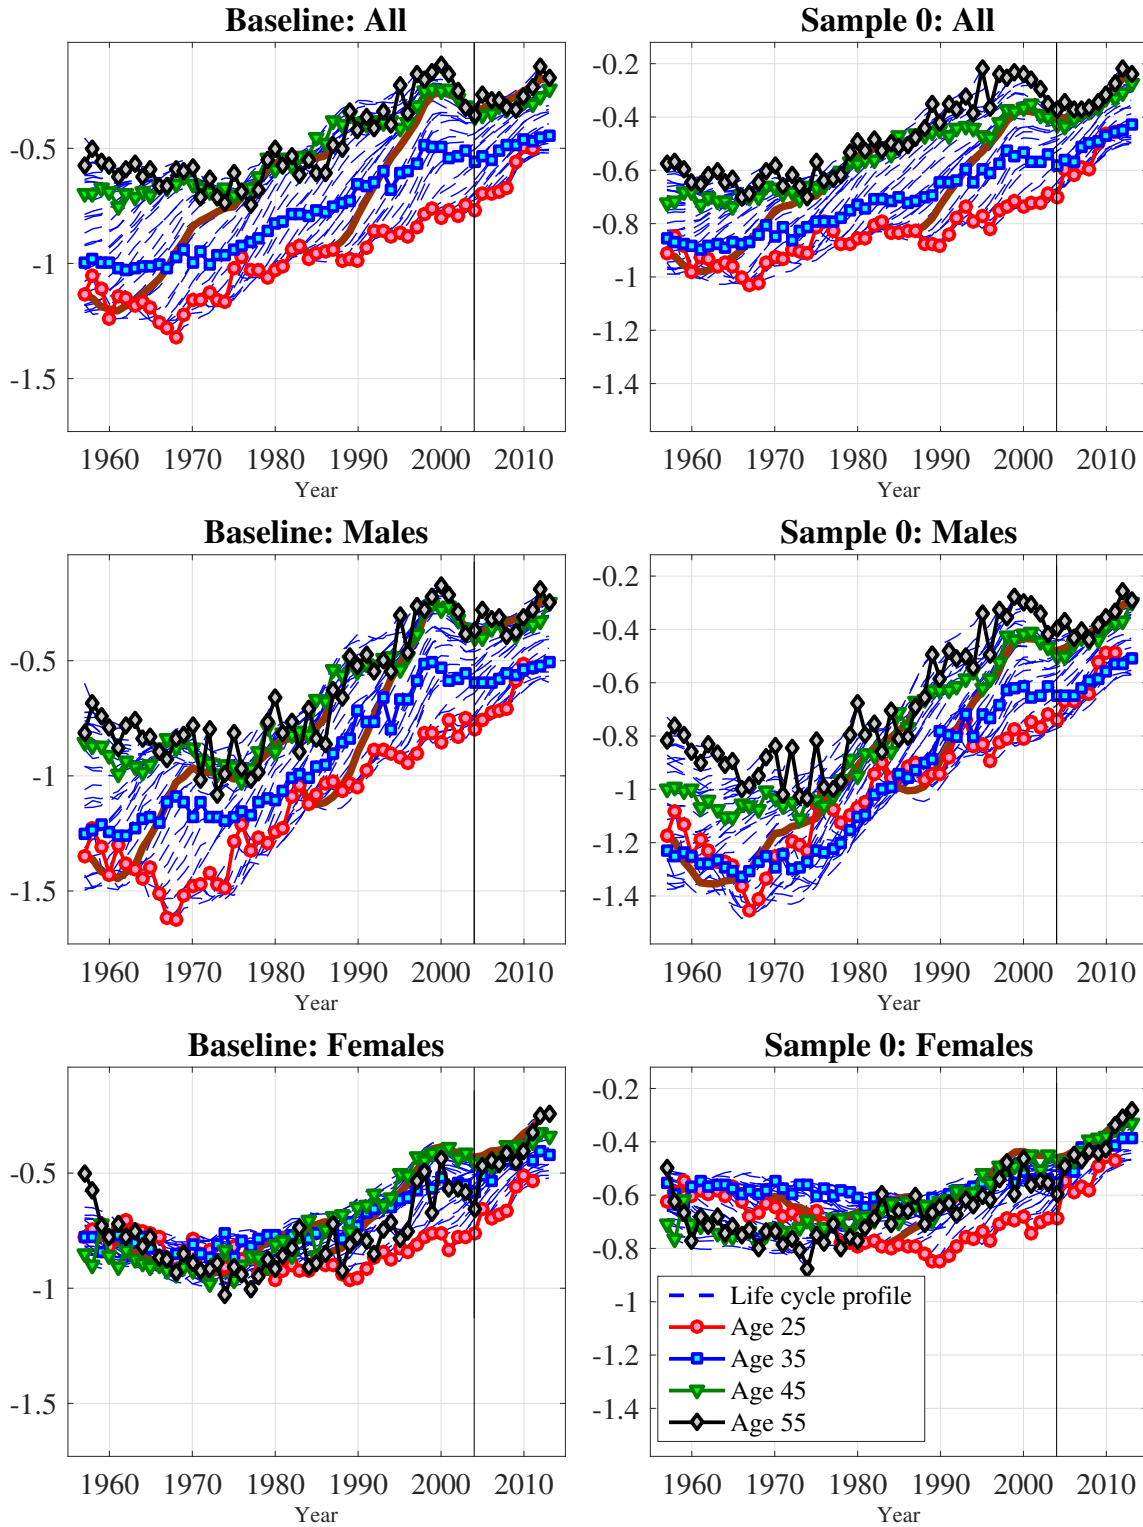 Baseline: All
-0.5
-1
-1.5
1960 1970 1980 1990 2000 2010
Year
Sample 0: All
-0.2
-0.4
-0.6
-0.8
-1
-1.2
-1.4
1960 1970 1980 1990 2000 2010
Year
Baseline: Males
-0.5
-1
-1.5
1960 1970 1980 1990 2000 2010
Year
Sample 0: Males
-0.2
-0.4
-0.6
-0.8
-1
-1.2
-1.4
1960 1970 1980 1990 2000 2010
Year
Baseline: Females
-0.5
-1
-1.5
1960 1970 1980 1990 2000 2010
Year
Sample 0: Females
-0.2
-0.4
-0.6
-0.8
-1
-1.2
-1.4
Life cycle profile
Age 25
Age 35
Age 45
Age 55
1960 1970 1980 1990 2000 2010
Year